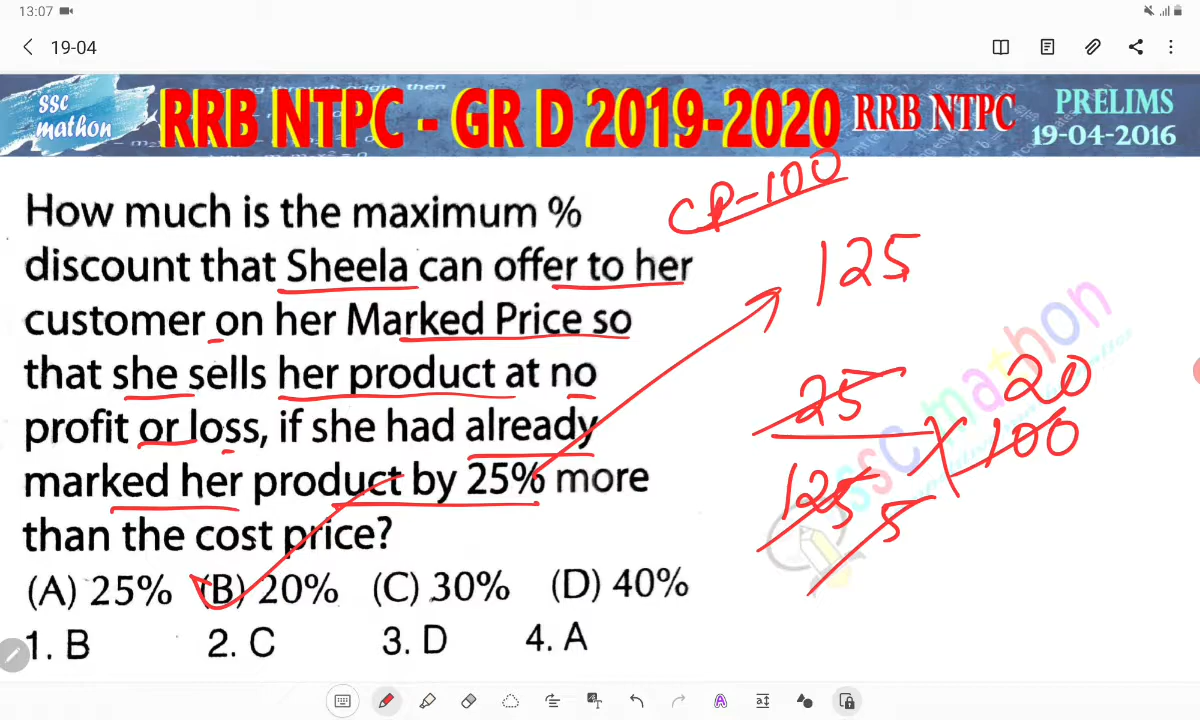 13:07
19-04
ssc
mathon
RRB NTPC - GR D 2019-2020
RRB NTPC
PRELIMS
19-04-2016
How much is the maximum %
discount that Sheela can offer to her
customer on her Marked Price so
that she sells her product at no
profit or loss, if she had already
marked her product by 25% more
than the cost price?
(A) 25% (B) 20% (C) 30% (D) 40%
1. B 2. C 3. D 4. A
CP-100
125
25
20
125
100
5
ssc mathon